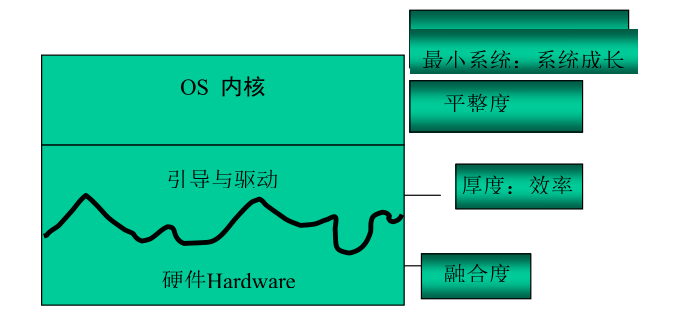 最小系统：系统成长
OS 内核
平整度
引导与驱动
厚度：效率
硬件Hardware
融合度